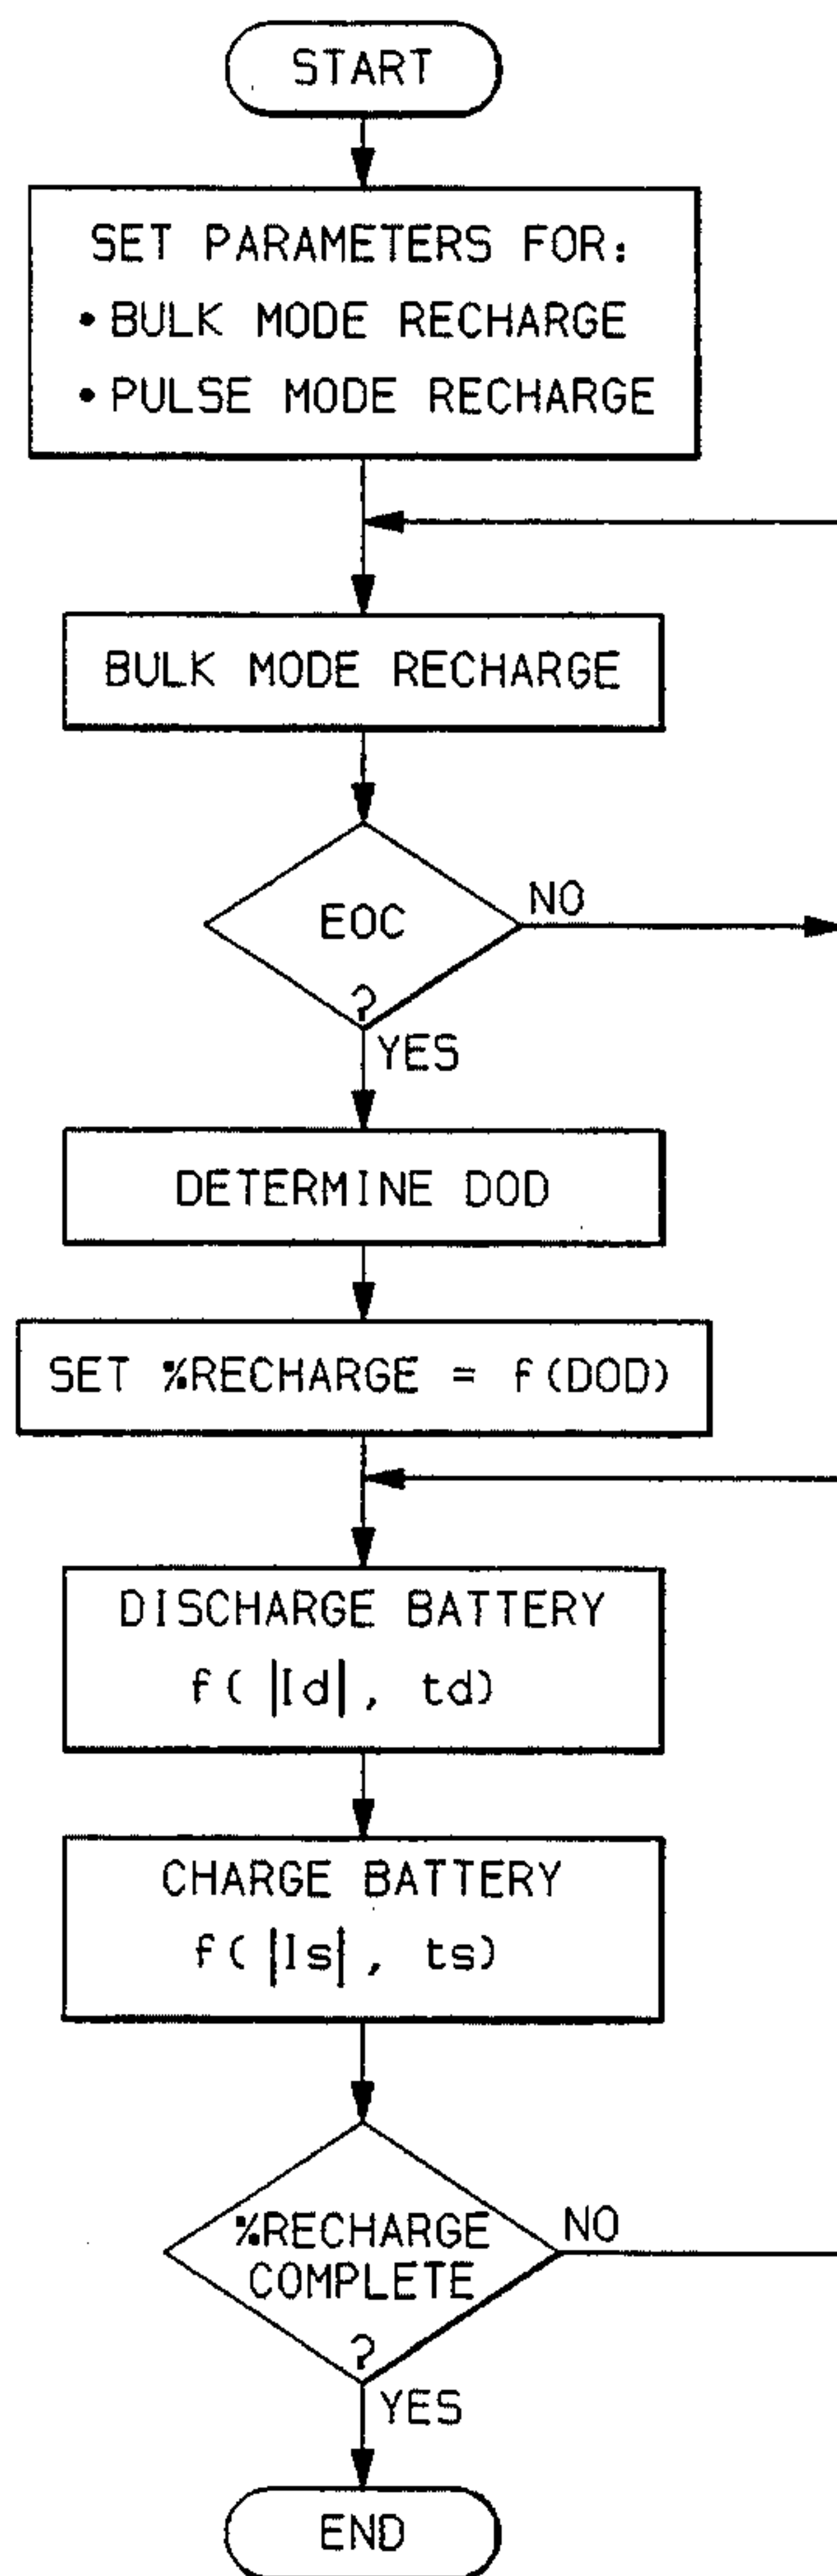 START
SET PARAMETERS FOR:
• BULK MODE RECHARGE
• PULSE MODE RECHARGE
BULK MODE RECHARGE
EOC
?
NO
YES
DETERMINE DOD
SET %RECHARGE = f(DOD)
DISCHARGE BATTERY
f( |Id| , td)
CHARGE BATTERY
f( |Is| , ts)
%RECHARGE
COMPLETE
?
NO
YES
END